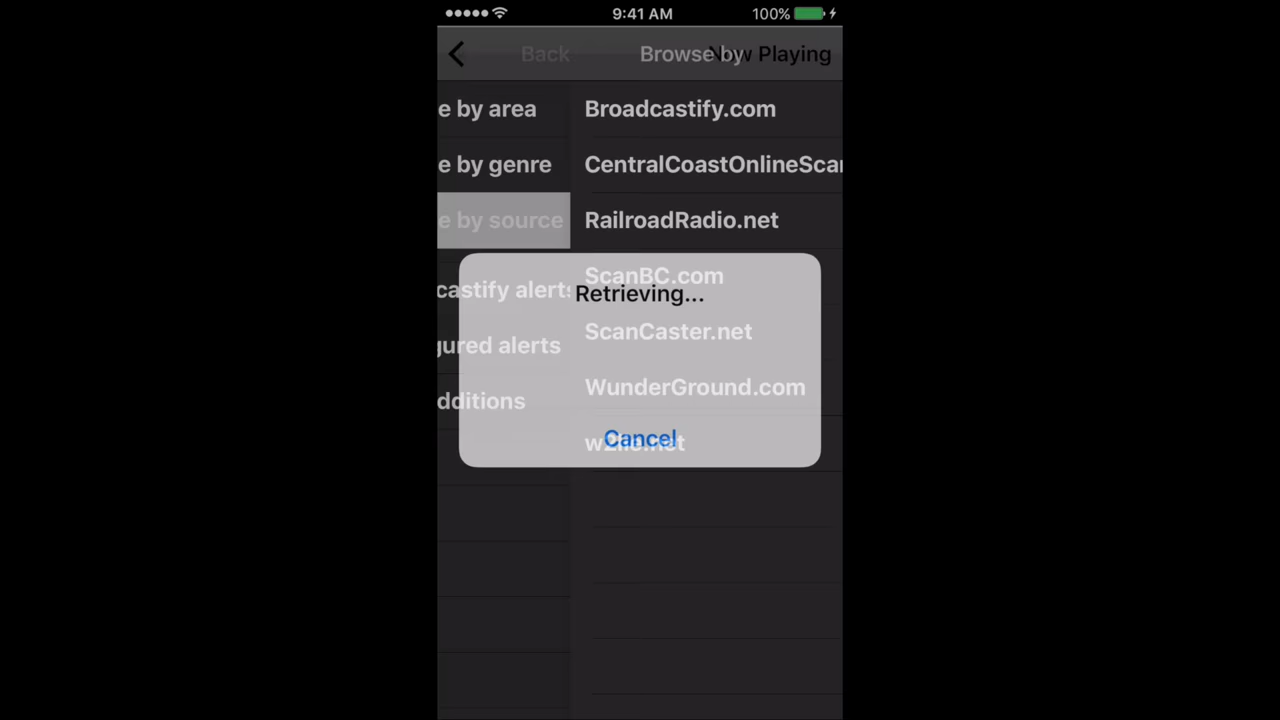 9:41 AM 100%
Back Browse by Now Playing
e by area
e by genre
e by source
castify alerts
gured alerts
dditions
Broadcastify.com
CentralCoastOnlineScar
RailroadRadio.net
ScanBC.com
Retrieving...
ScanCaster.net
WunderGround.com
Cancel